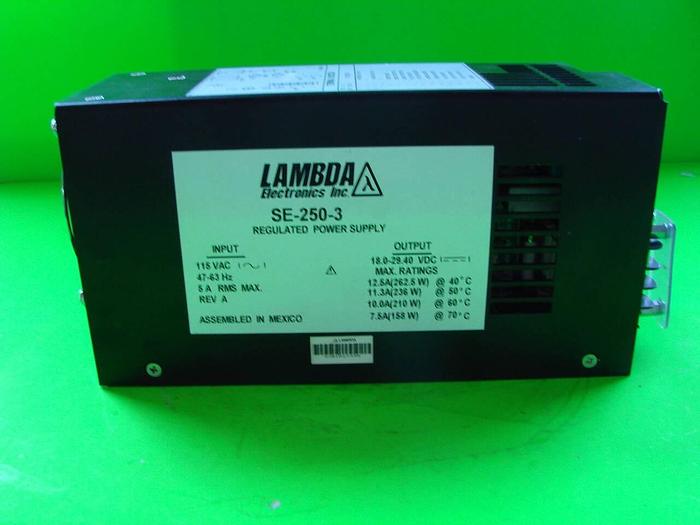 LAMBDA
Electronics Inc.
SE-250-3
REGULATED POWER SUPPLY
INPUT
115 VAC
47-63 Hz
5 A RMS MAX.
REV A
ASSEMBLED IN MEXICO
OUTPUT
18.0-29.40 VDC
MAX. RATINGS
12.5A(262.5 W) @ 40°C
11.3A(236 W) @ 50°C
10.0A(210 W) @ 60°C
7.5A(158 W) @ 70°C